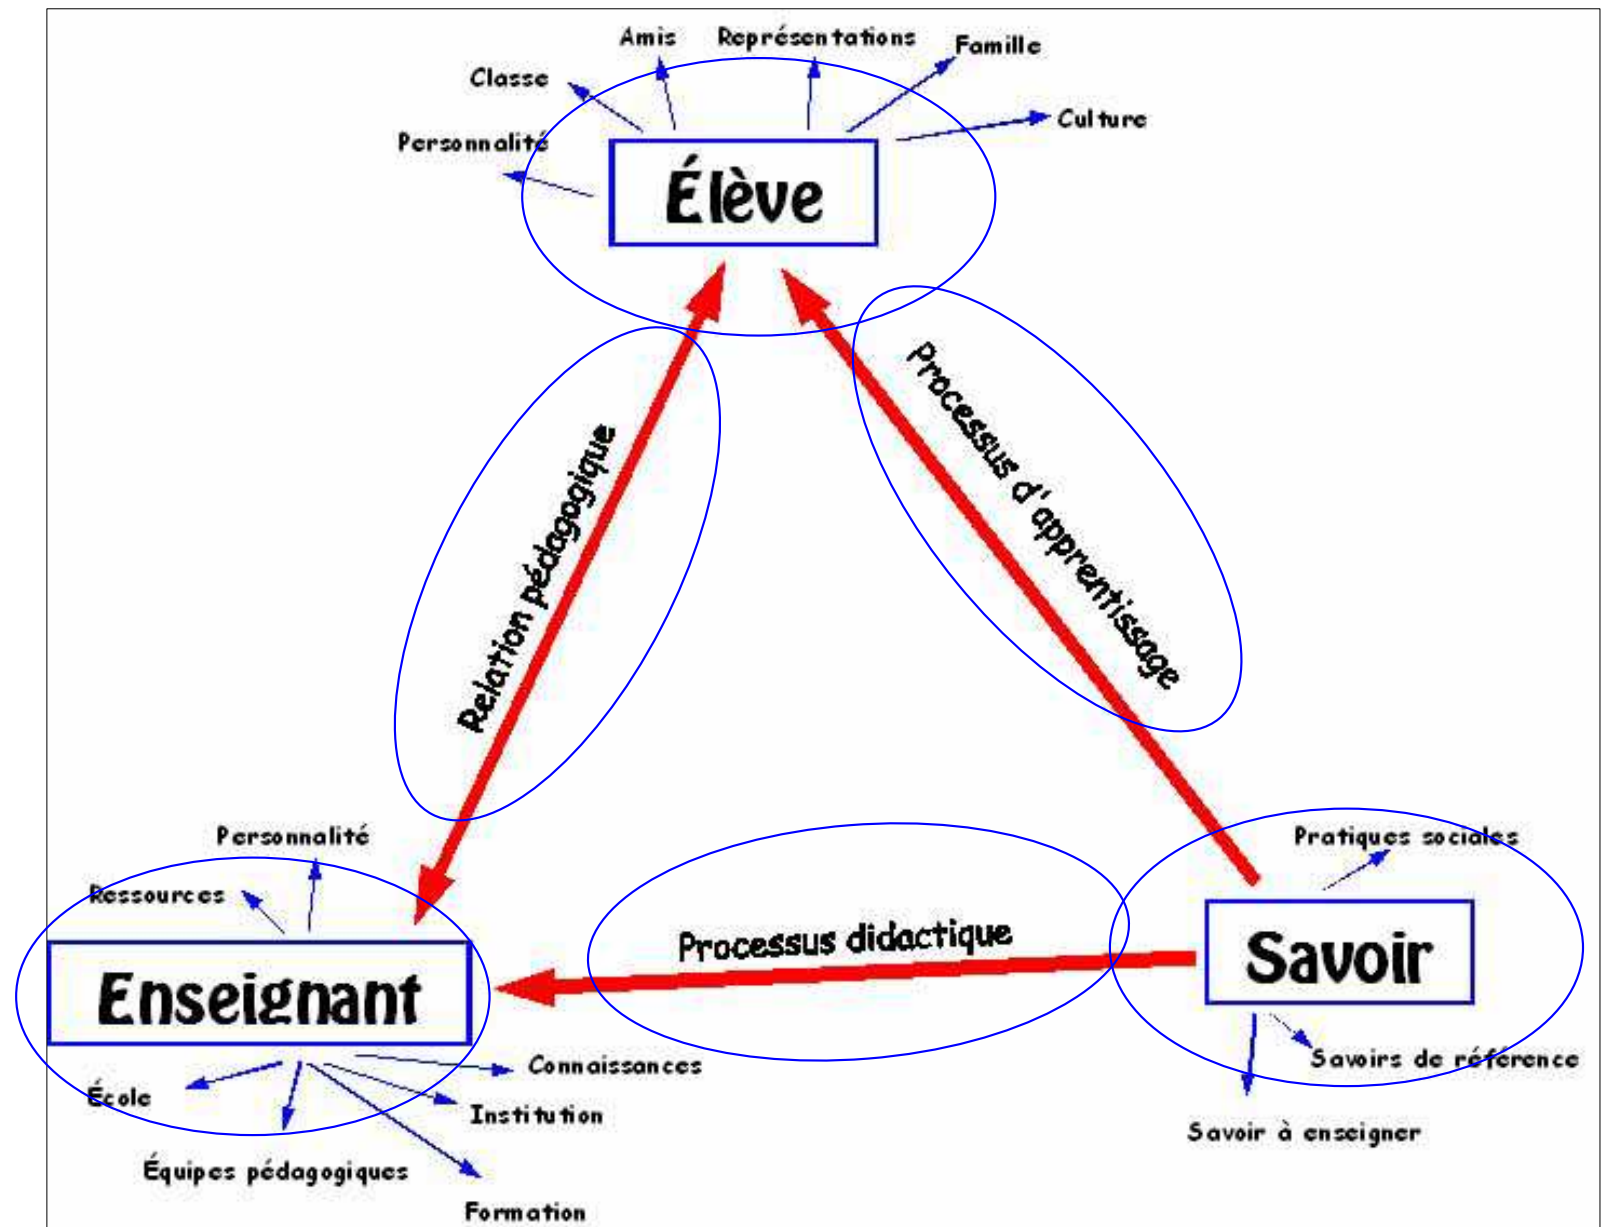 Amis
Représentations
Famille
Classe
Culture
Personnalité
Élève
Relation pédagogique
Processus d'apprentissage
Personnalité
Ressources
Pratiques sociales
Processus didactique
Savoir
Enseignant
Savoirs de référence
Connaissances
École
Institution
Savoir à enseigner
Équipes pédagogiques
Formation